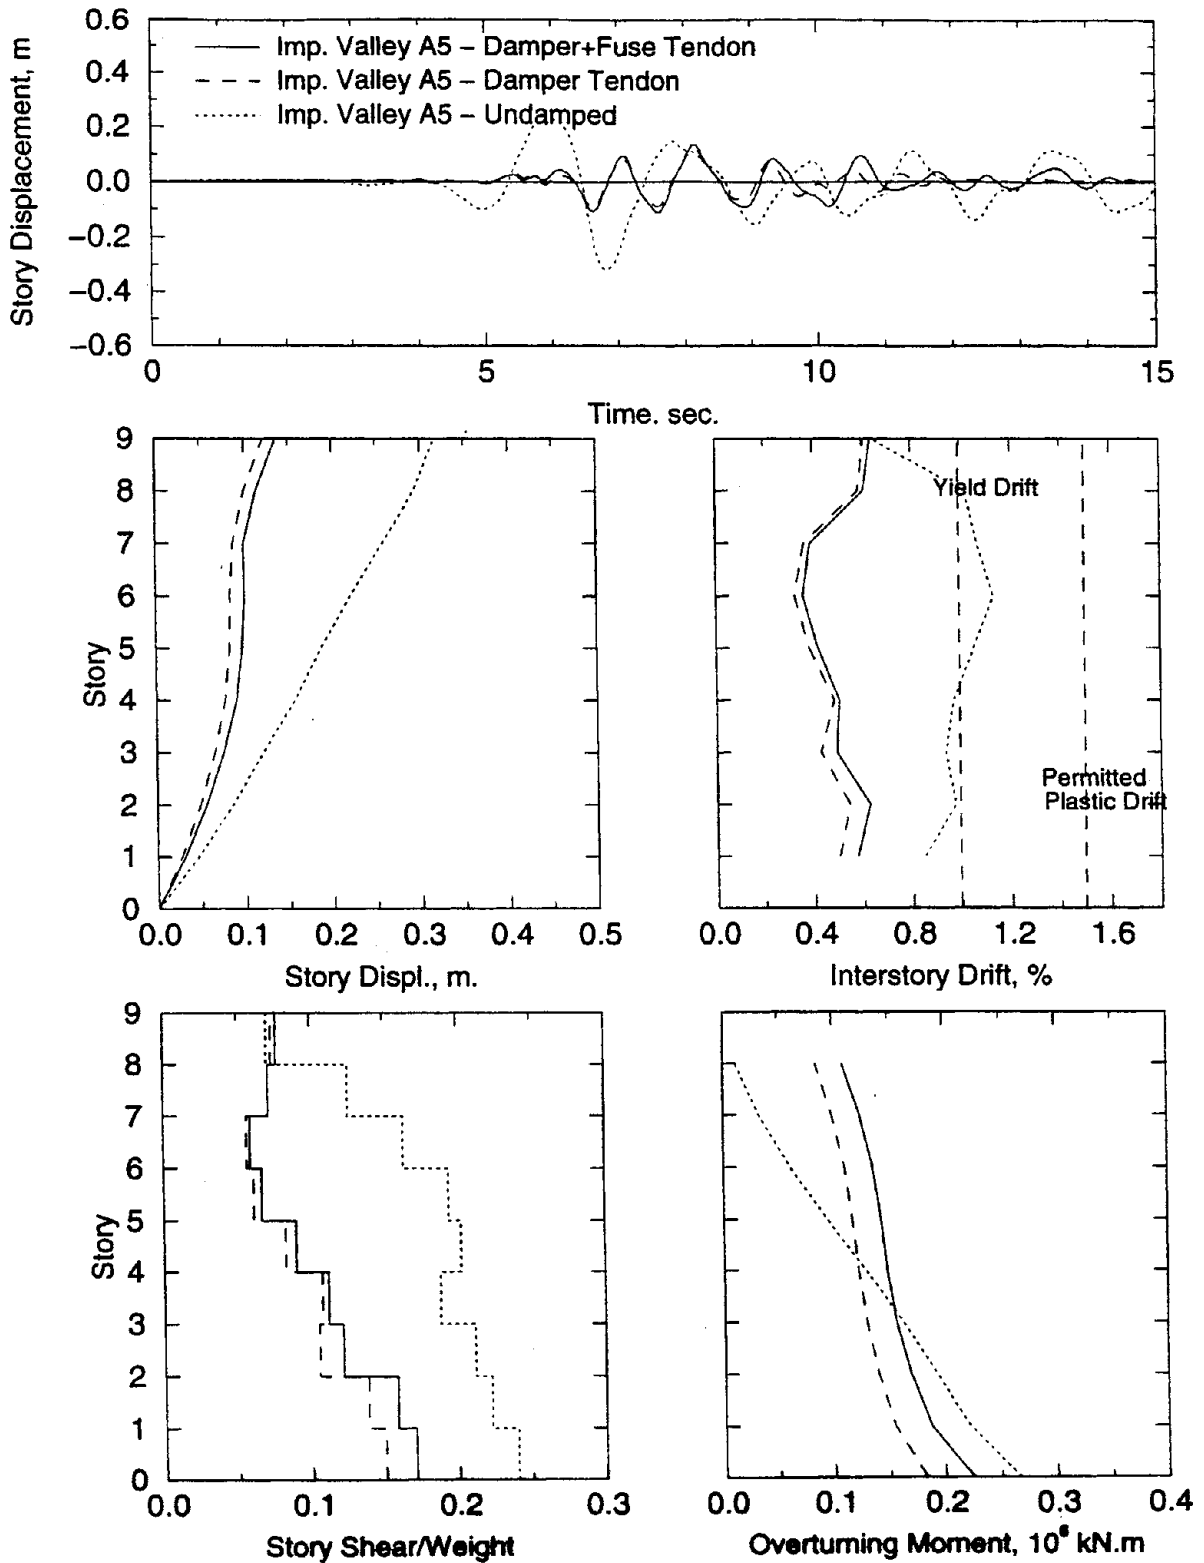 0.6
0.4
0.2
0.0
−0.2
−0.4
−0.6
Story Displacement, m
Imp. Valley A5 – Damper+Fuse Tendon
Imp. Valley A5 – Damper Tendon
Imp. Valley A5 – Undamped
0 5 10 15
Time. sec.
9
8
7
6
5
4
3
2
1
0
Story
0.0 0.1 0.2 0.3 0.4 0.5
Story Displ., m.
Yield Drift
Permitted
Plastic Drift
0.0 0.4 0.8 1.2 1.6
Interstory Drift, %
9
8
7
6
5
4
3
2
1
0
Story
0.0 0.1 0.2 0.3
Story Shear/Weight
0.0 0.1 0.2 0.3 0.4
Overturning Moment, 10⁶ kN.m